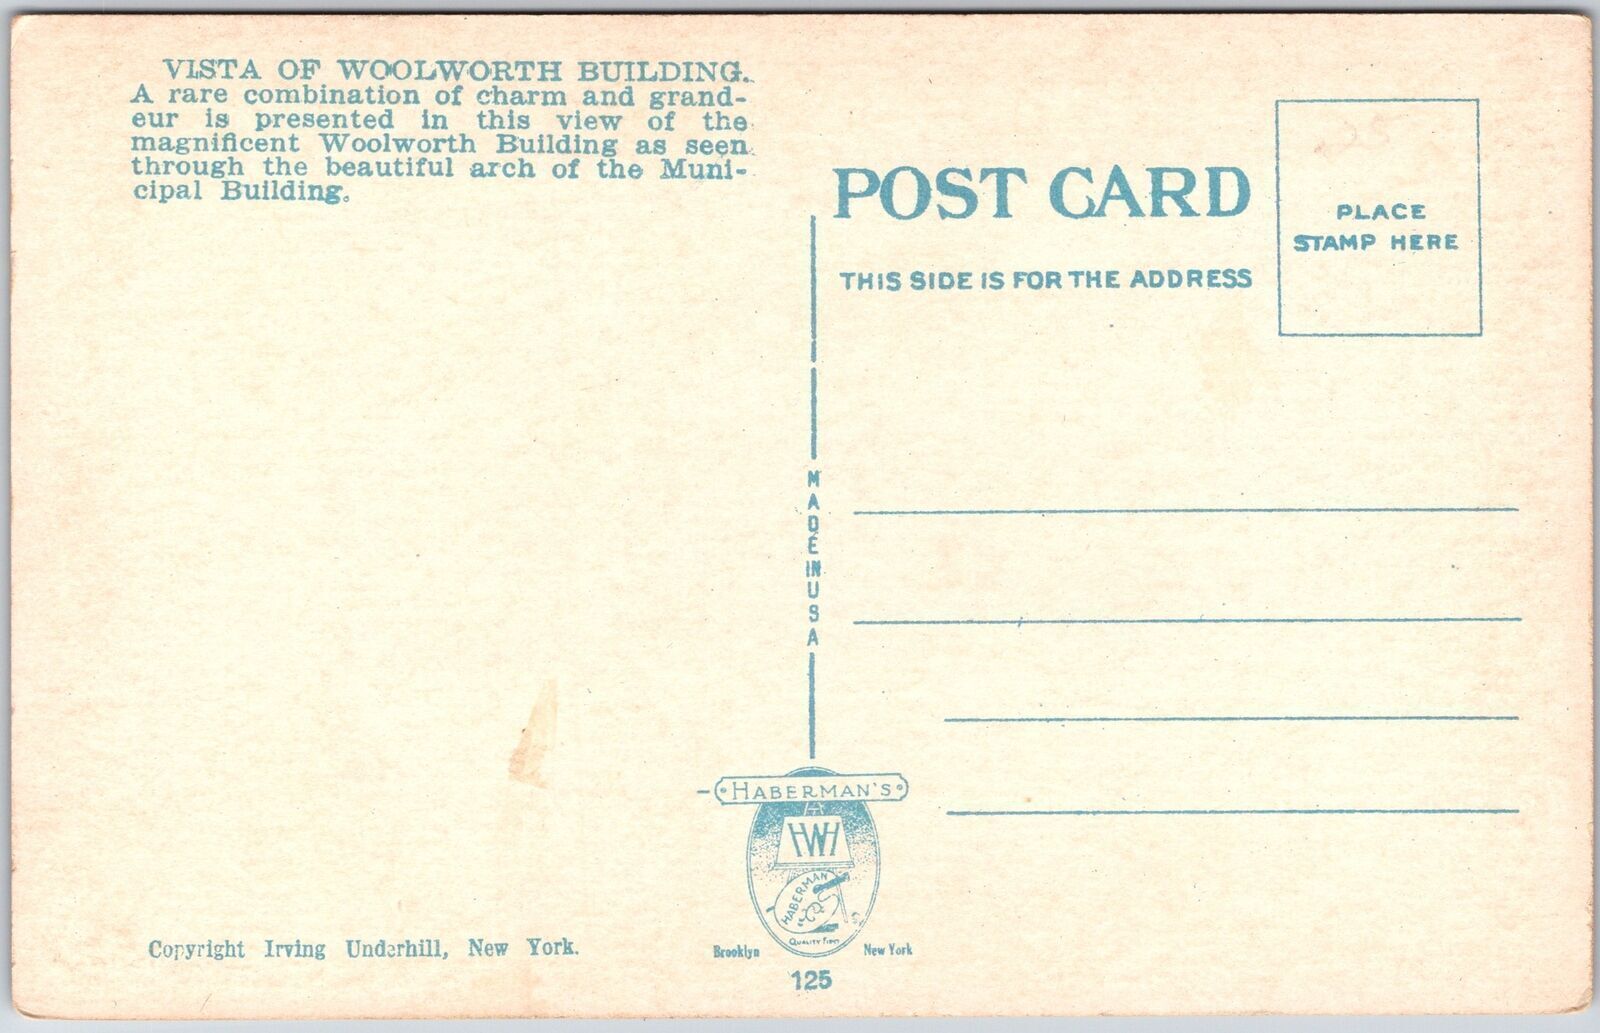 VISTA OF WOOLWORTH BUILDING.
A rare combination of charm and grand-
eur is presented in this view of the
magnificent Woolworth Building as seen
through the beautiful arch of the Muni-
cipal Building.
POST CARD
THIS SIDE IS FOR THE ADDRESS
PLACE
STAMP HERE
MADE IN USA
HABERMAN'S
HWH
HABERMAN
QUALITY FIRST
Brooklyn
New York
125
Copyright Irving Underhill, New York.